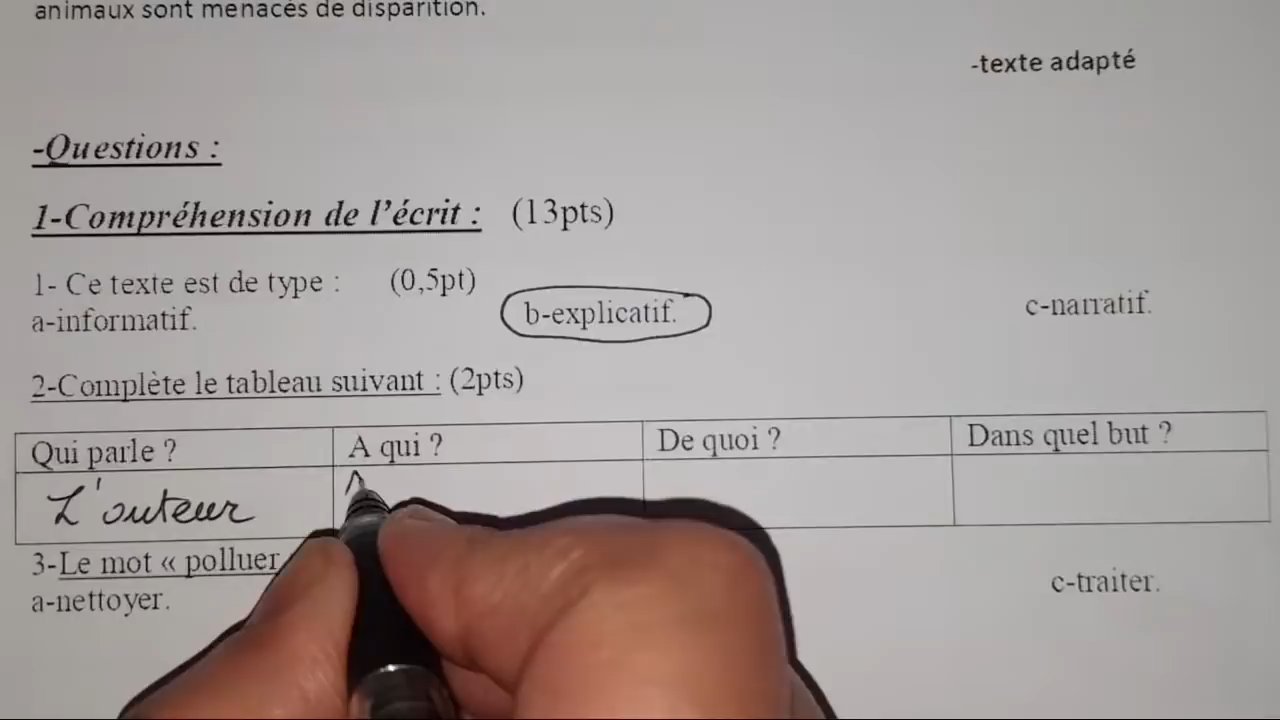 animaux sont menacés de disparition.
-texte adapté
-Questions :
1-Compréhension de l'écrit : (13pts)
1- Ce texte est de type : (0,5pt)
a-informatif. b-explicatif. c-narratif.
2-Complète le tableau suivant : (2pts)
Qui parle ? A qui ? De quoi ? Dans quel but ?
L'auteur
3-Le mot « polluer
a-nettoyer. c-traiter.